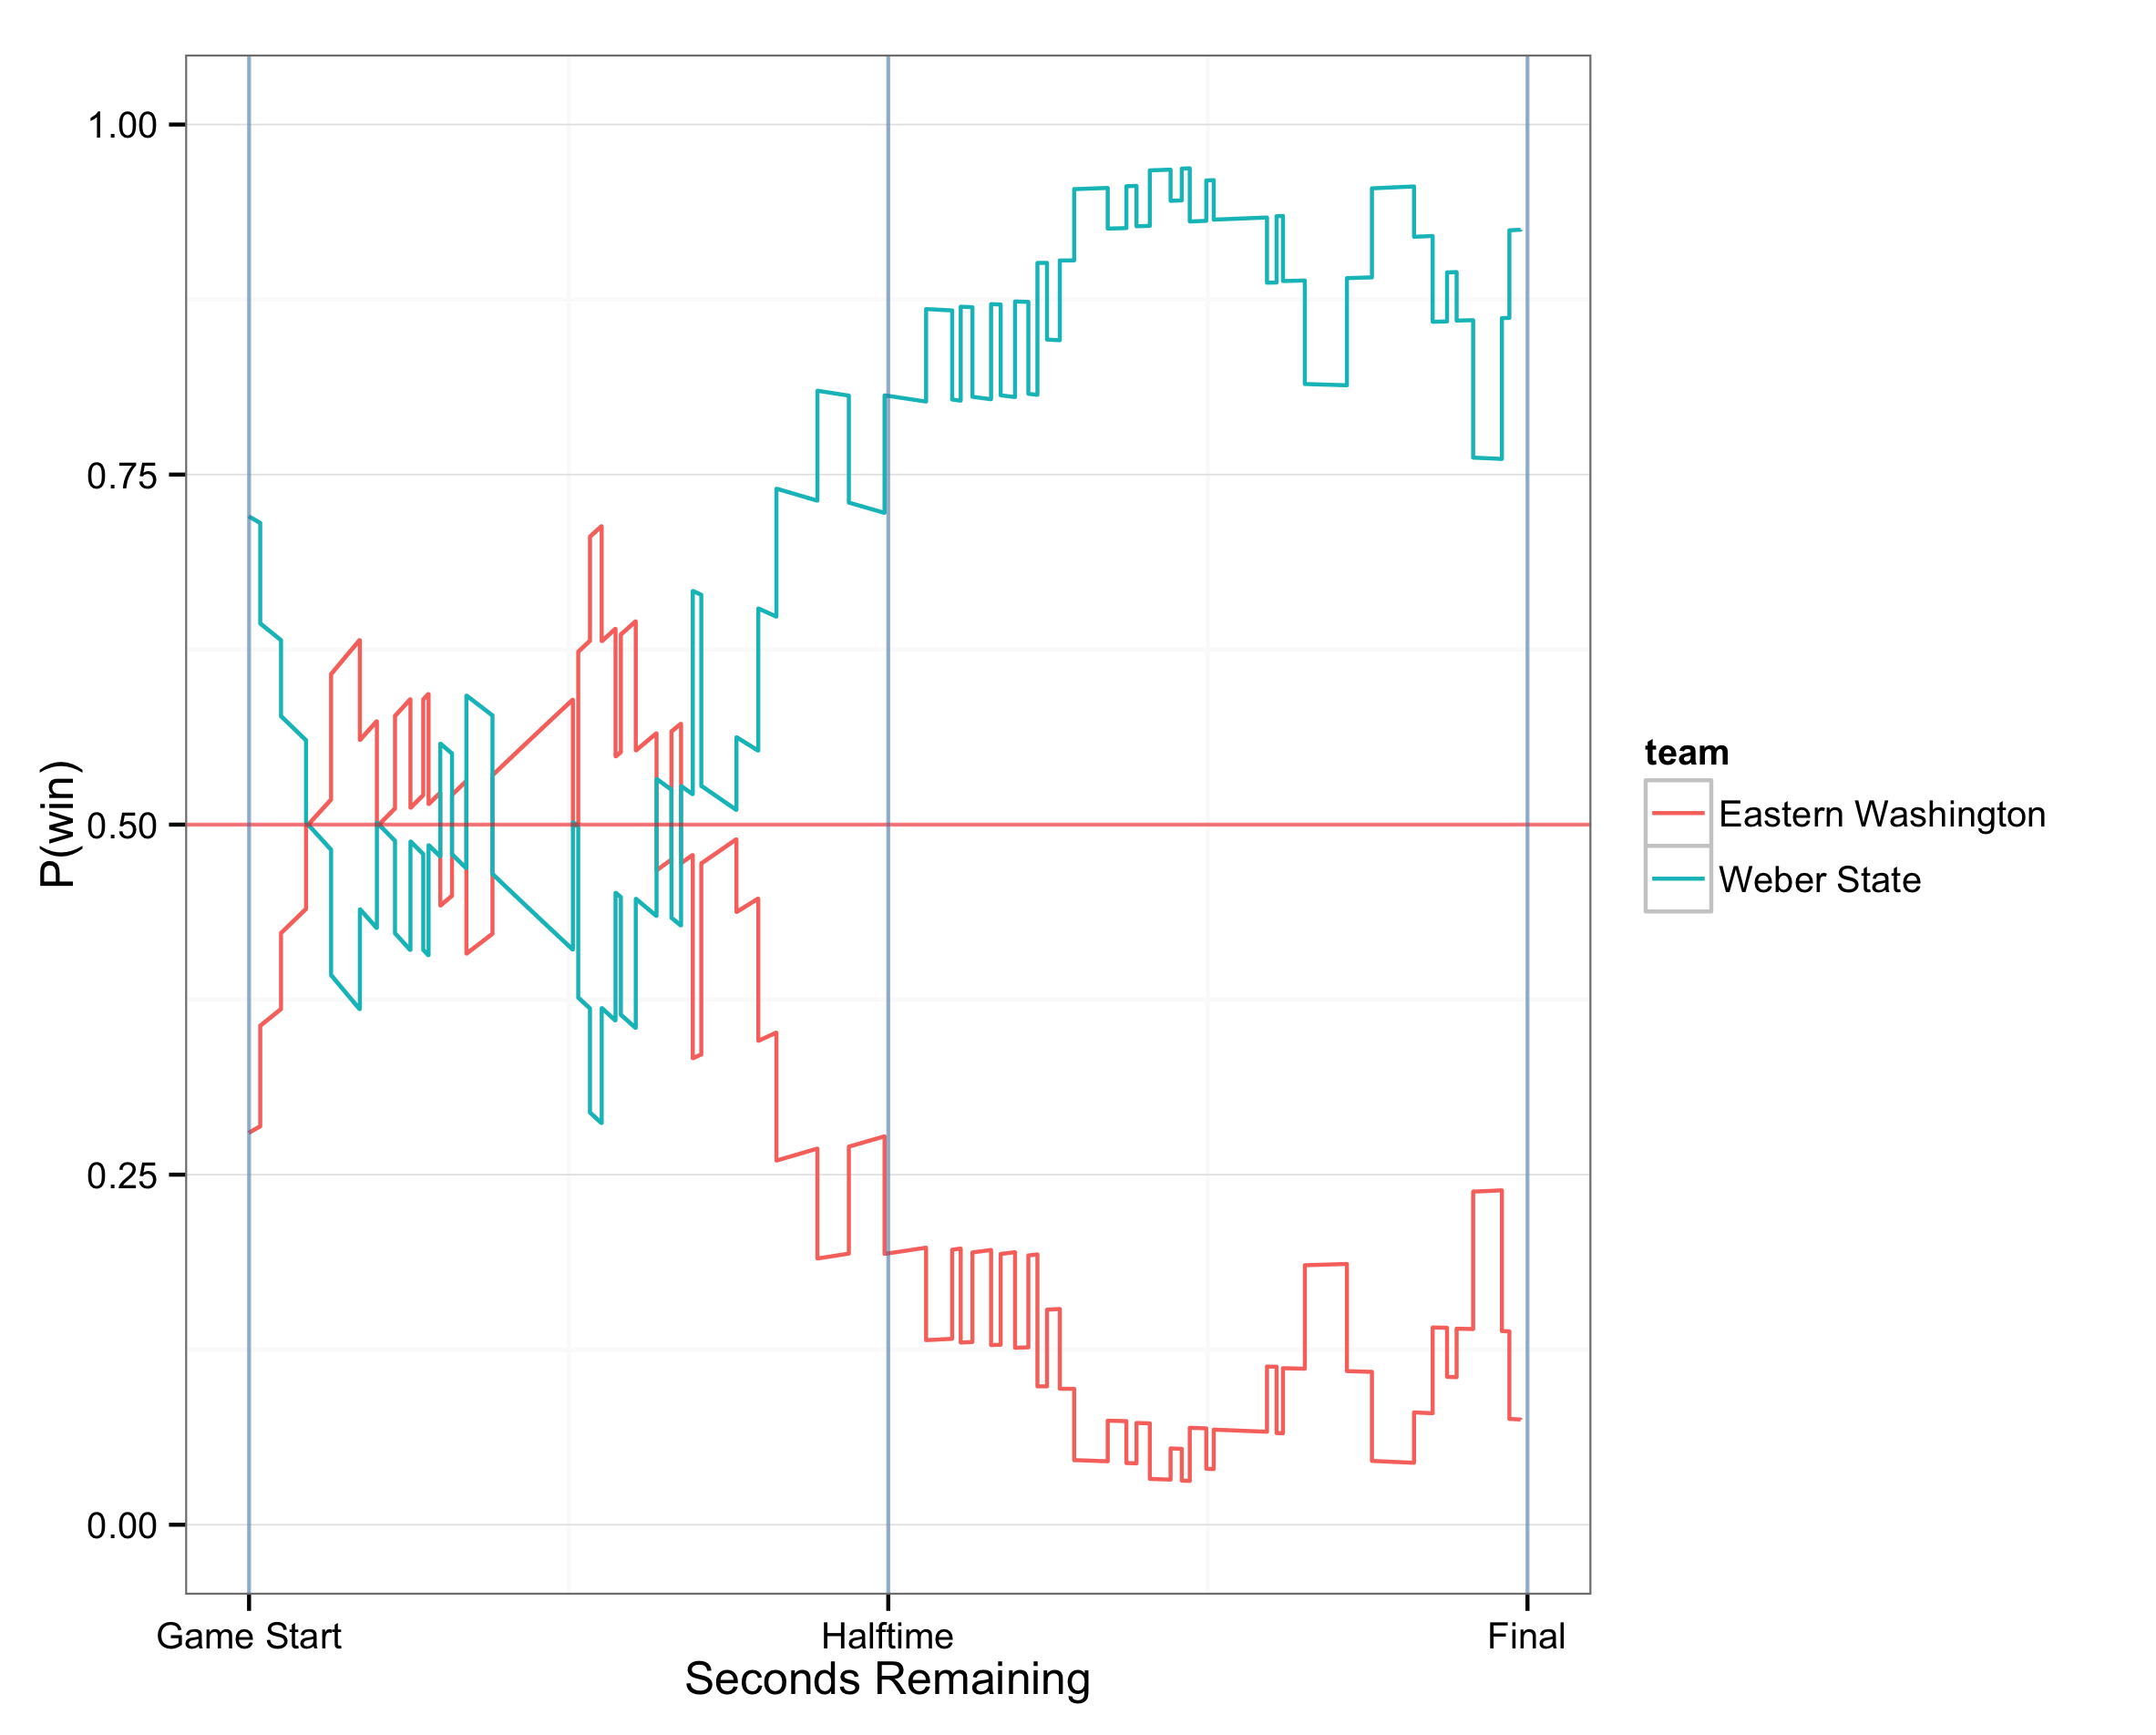 P(win)
1.00
0.75
0.50
0.25
0.00
Game Start
Halftime
Final
Seconds Remaining
team
Eastern Washington
Weber State